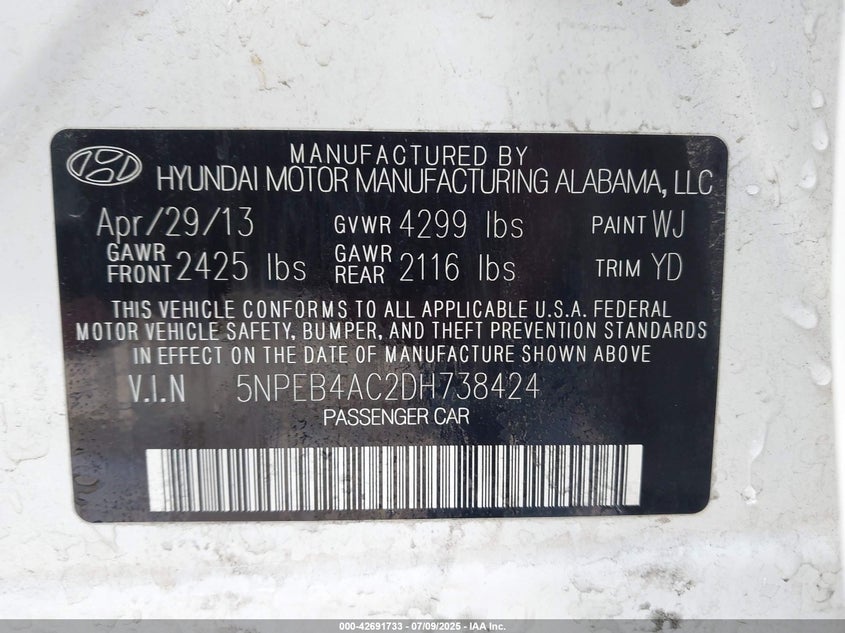 MANUFACTURED BY
HYUNDAI MOTOR MANUFACTURING ALABAMA, LLC
Apr/29/13 GVWR 4299 lbs PAINT WJ
GAWR FRONT 2425 lbs GAWR REAR 2116 lbs TRIM YD
THIS VEHICLE CONFORMS TO ALL APPLICABLE U.S.A. FEDERAL
MOTOR VEHICLE SAFETY, BUMPER, AND THEFT PREVENTION STANDARDS
IN EFFECT ON THE DATE OF MANUFACTURE SHOWN ABOVE
V.I.N 5NPEB4AC2DH738424
PASSENGER CAR
000-42691733 - 07/09/2025 - © IAA, Inc.